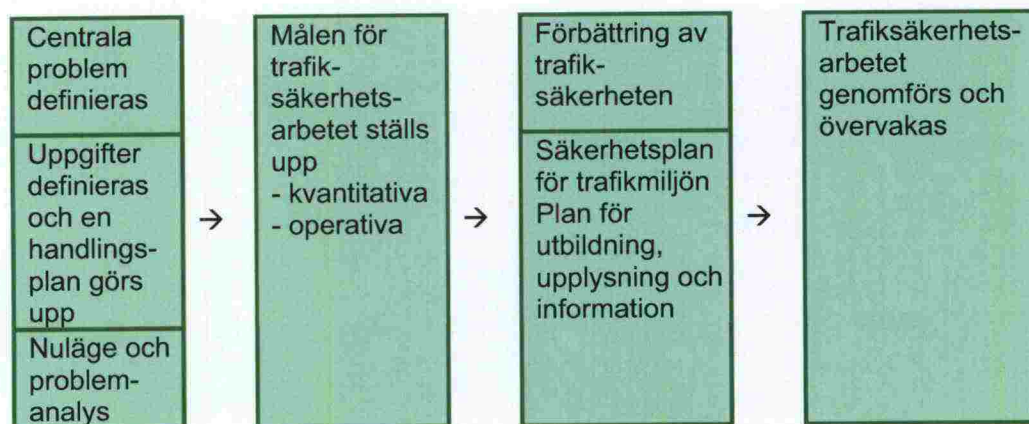 Centrala
problem
definieras
Uppgifter
definieras
och en
handlings-
plan görs
upp
Nuläge och
problem-
analys
→
Målen för
trafik-
säkerhets-
arbetet ställs
upp
- kvantitativa
- operativa
→
Förbättring av
trafik-
säkerheten
Säkerhetsplan
för trafikmiljön
Plan för
utbildning,
upplysning och
information
→
Trafiksäkerhets-
arbetet
genomförs och
övervakas